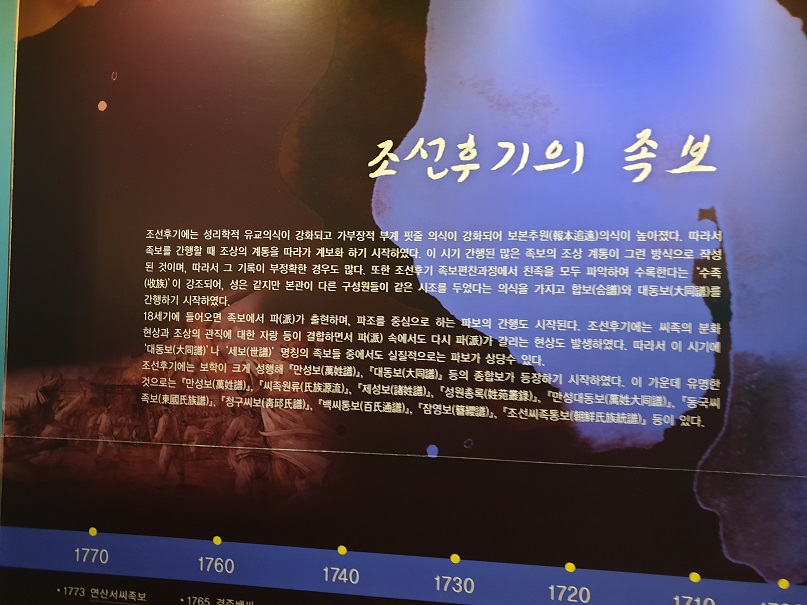 조선후기의 족보
조선후기에는 성리학적 유교의식이 강화되고 가부장적 부계 핏줄 의식이 강화되어 보본추원(報本追遠)의식이 높아졌다. 따라서
족보를 간행할 때 조상의 계통을 따라가 계보화 하기 시작하였다. 이 시기 간행된 많은 족보의 조상 계통이 그런 방식으로 작성
된 것이며, 따라서 그 기록이 부정확한 경우도 많다. 또한 조선후기 족보편찬과정에서 친족을 모두 파악하여 수록한다는 '수족
(收族)'이 강조되어, 성은 같지만 본관이 다른 구성원들이 같은 시조를 두었다는 의식을 가지고 합보(合譜)와 대동보(大同譜)를
간행하기 시작하였다.
18세기에 들어오면 족보에서 파(派)가 출현하며, 파조를 중심으로 하는 파보의 간행도 시작된다. 조선후기에는 씨족의 분화
현상과 조상의 관직에 대한 자랑 등이 결합하면서 파(派) 속에서 다시 파(派)가 갈리는 현상도 발생하였다. 따라서 이 시기에
'대동보(大同譜)'나 '세보(世譜)' 명칭의 족보들 중에서도 실질적으로는 파보가 상당수 있다.
조선후기에는 보학이 크게 성행해 『만성보(萬姓譜)』, 『대동보(大同譜)』 등의 종합보가 등장하기 시작하였다. 이 가운데 유명한
것으로는 『만성보(萬姓譜)』, 『씨족원류(氏族源流)』, 『제성보(諸姓譜)』, 『성원총록(姓苑叢錄)』, 『만성대동보(萬姓大同譜)』, 『동국씨
족보(東國氏族譜)』, 『청구씨보(靑邱氏譜)』, 『백씨통보(百氏通譜)』, 『잠영보(簪纓譜)』, 『조선씨족통보(朝鮮氏族統譜)』 등이 있다.
1770 1760 1740 1730 1720 1710
• 1773 연산서씨족보 • 1765 경주배씨